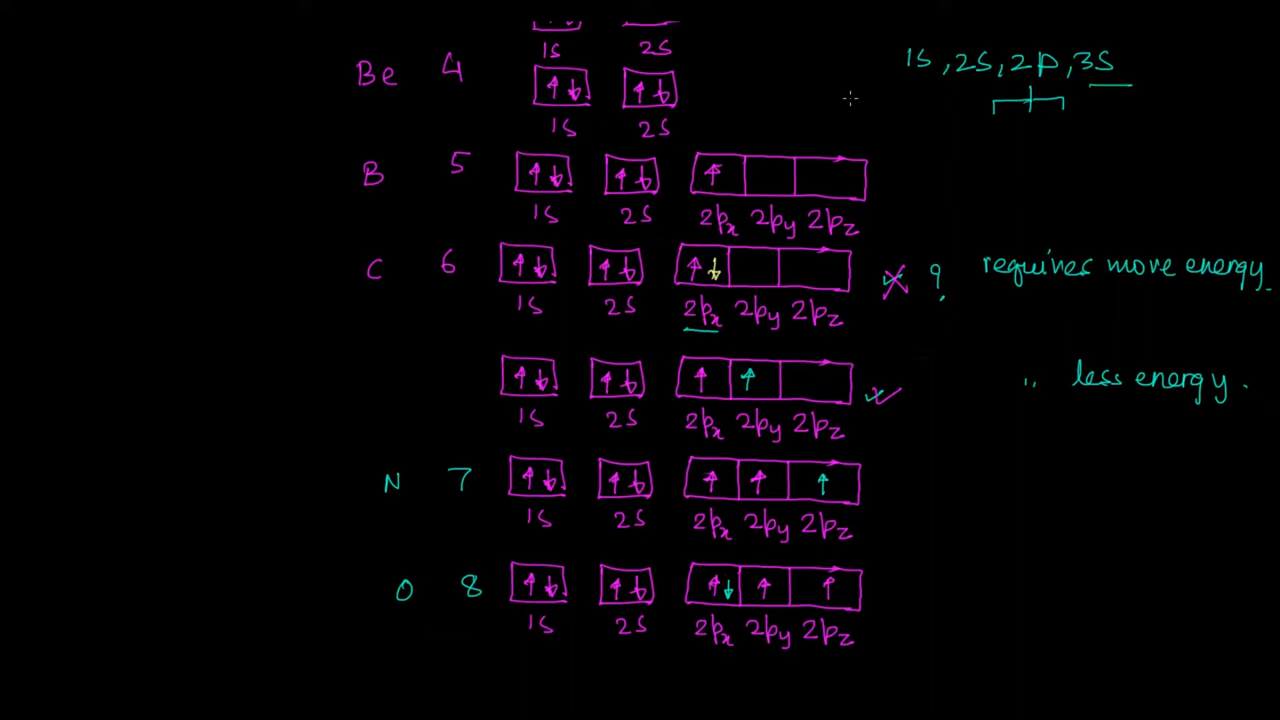 1S 2S
Be 4 ↑↓ ↑↓
1S 2S
1S, 2S, 2P, 3S
B 5 ↑↓ ↑↓ ↑
1S 2S 2px 2py 2pz
C 6 ↑↓ ↑↓ ↑↓ ? requires move energy.
1S 2S 2px 2py 2pz
↑↓ ↑↓ ↑ ↑ ,, less energy.
1S 2S 2px 2py 2pz
N 7 ↑↓ ↑↓ ↑ ↑ ↑
1S 2S 2px 2py 2pz
O 8 ↑↓ ↑↓ ↑↓ ↑ ↑
1S 2S 2px 2py 2pz